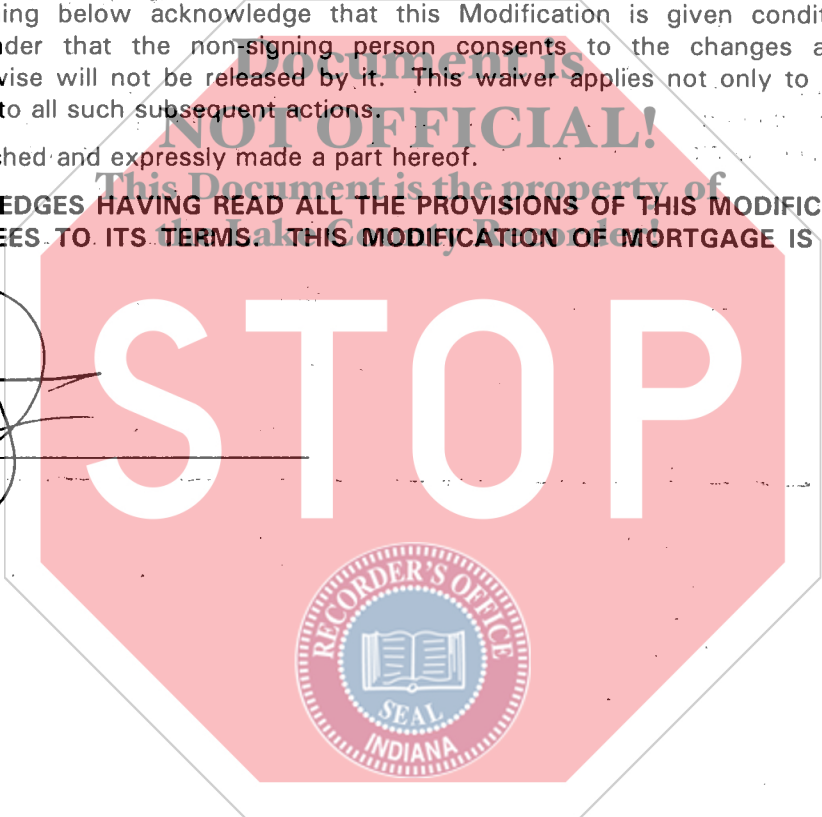 ing below acknowledge that this Modification is given condit
nder that the non-signing person consents to the changes a
vise will not be released by it. This waiver applies not only to
to all such subsequent actions.
ched and expressly made a part hereof.
EDGES HAVING READ ALL THE PROVISIONS OF THIS MODIFIC
EES TO ITS TERMS. THIS MODIFICATION OF MORTGAGE IS
Document is
NOT OFFICIAL!
This Document is the property of
the Lake County Recorder!
STOP
RECORDER'S OFFICE
SEAL
INDIANA